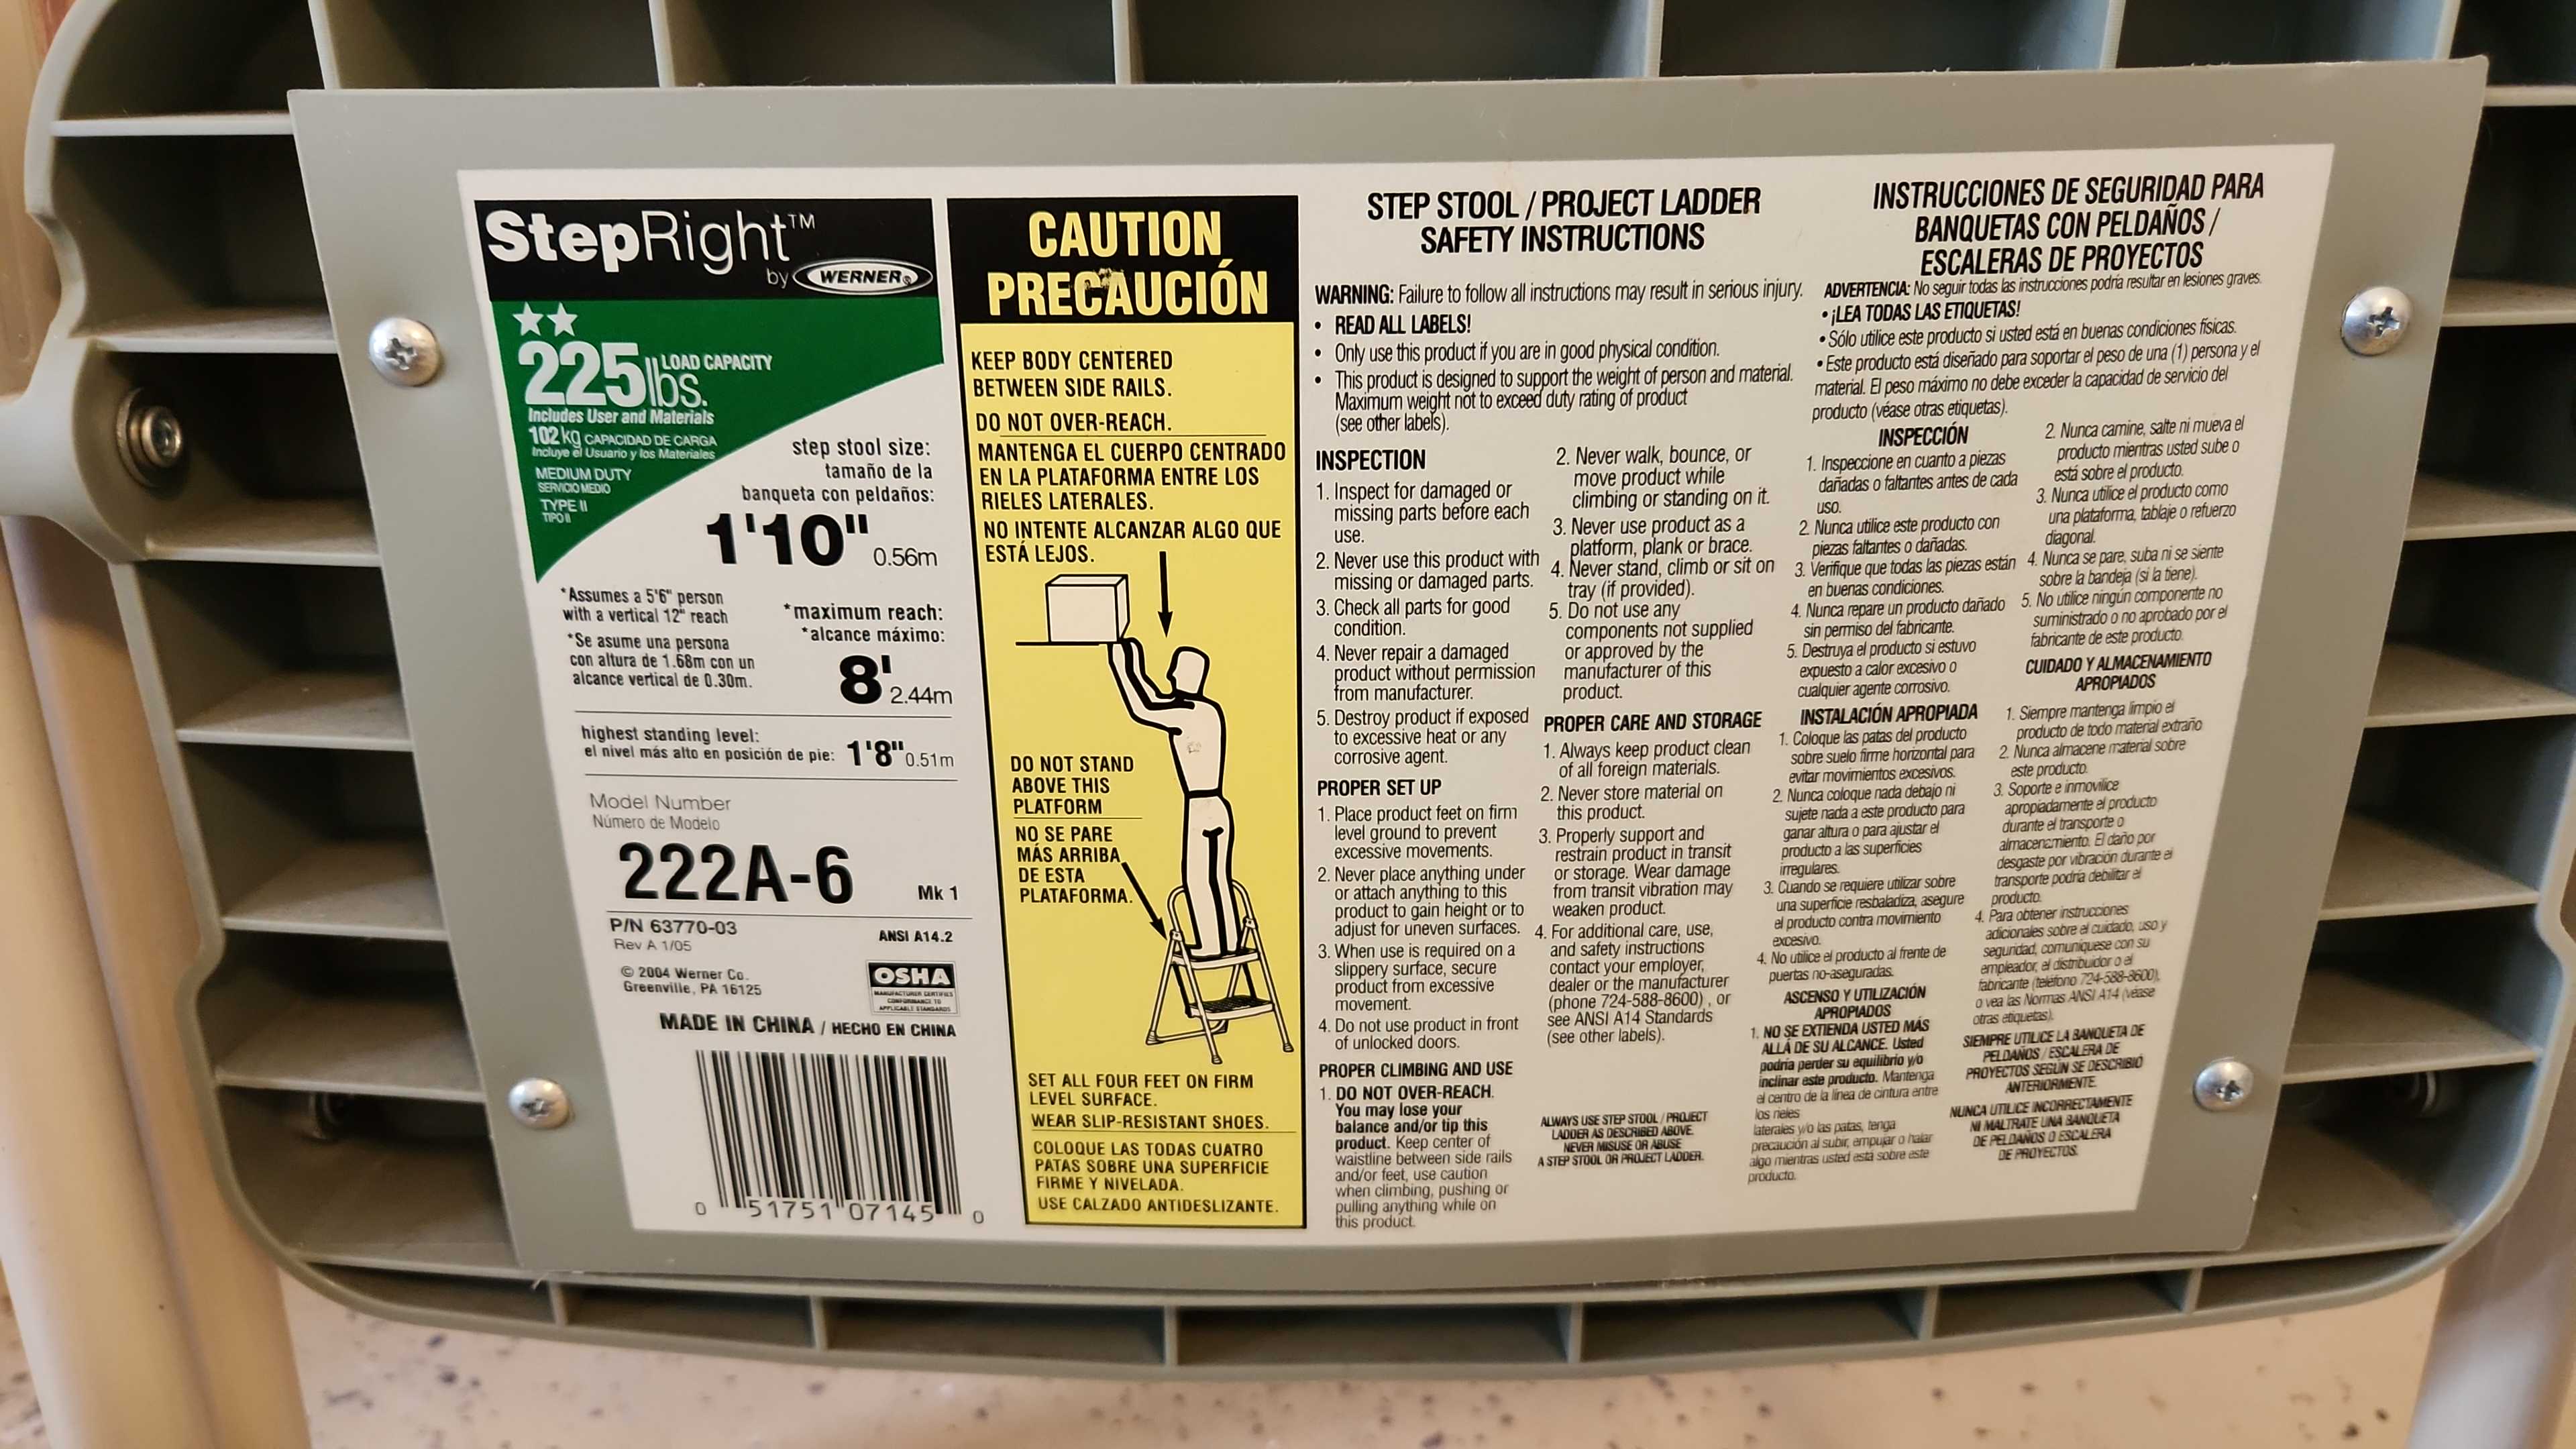 StepRight™
by WERNER®
225 lbs. LOAD CAPACITY
Includes User and Materials
102 kg CAPACIDAD DE CARGA
Incluye el Usuario y los Materiales
MEDIUM DUTY
SERVICIO MEDIO
TYPE II
TIPO II
step stool size:
tamaño de la
banqueta con peldaños:
1'10" 0.56m
*Assumes a 5'6" person
with a vertical 12" reach
*Se asume una persona
con altura de 1.68m con un
alcance vertical de 0.30m.
*maximum reach:
*alcance máximo:
8' 2.44m
highest standing level:
el nivel más alto en posición de pie: 1'8" 0.51m
Model Number
Número de Modelo
222A-6 Mk 1
P/N 63770-03
Rev A 1/05
ANSI A14.2
© 2004 Werner Co.
Greenville, PA 16125
OSHA
MANUFACTURER CERTIFIES
CONFORMANCE TO
APPLICABLE STANDARDS
MADE IN CHINA / HECHO EN CHINA
0 51751 07145 0
CAUTION
PRECAUCIÓN
KEEP BODY CENTERED
BETWEEN SIDE RAILS.
DO NOT OVER-REACH.
MANTENGA EL CUERPO CENTRADO
EN LA PLATAFORMA ENTRE LOS
RIELES LATERALES.
NO INTENTE ALCANZAR ALGO QUE
ESTÁ LEJOS.
DO NOT STAND
ABOVE THIS
PLATFORM
NO SE PARE
MÁS ARRIBA
DE ESTA
PLATAFORMA.
SET ALL FOUR FEET ON FIRM
LEVEL SURFACE.
WEAR SLIP-RESISTANT SHOES.
COLOQUE LAS TODAS CUATRO
PATAS SOBRE UNA SUPERFICIE
FIRME Y NIVELADA.
USE CALZADO ANTIDESLIZANTE.
STEP STOOL / PROJECT LADDER
SAFETY INSTRUCTIONS
WARNING: Failure to follow all instructions may result in serious injury.
• READ ALL LABELS!
• Only use this product if you are in good physical condition.
• This product is designed to support the weight of person and material.
Maximum weight not to exceed duty rating of product
(see other labels).
INSPECTION
1. Inspect for damaged or
missing parts before each
use.
2. Never use this product with
missing or damaged parts.
3. Check all parts for good
condition.
4. Never repair a damaged
product without permission
from manufacturer.
5. Destroy product if exposed
to excessive heat or any
corrosive agent.
PROPER SET UP
1. Place product feet on firm
level ground to prevent
excessive movements.
2. Never place anything under
or attach anything to this
product to gain height or to
adjust for uneven surfaces.
3. When use is required on a
slippery surface, secure
product from excessive
movement.
4. Do not use product in front
of unlocked doors.
PROPER CLIMBING AND USE
1. DO NOT OVER-REACH.
You may lose your
balance and/or tip this
product. Keep center of
waistline between side rails
and/or feet, use caution
when climbing, pushing or
pulling anything while on
this product.
2. Never walk, bounce, or
move product while
climbing or standing on it.
3. Never use product as a
platform, plank or brace.
4. Never stand, climb or sit on
tray (if provided).
5. Do not use any
components not supplied
or approved by the
manufacturer of this
product.
PROPER CARE AND STORAGE
1. Always keep product clean
of all foreign materials.
2. Never store material on
this product.
3. Properly support and
restrain product in transit
or storage. Wear damage
from transit vibration may
weaken product.
4. For additional care, use,
and safety instructions
contact your employer,
dealer or the manufacturer
(phone 724-588-8600) , or
see ANSI A14 Standards
(see other labels).
ALWAYS USE STEP STOOL / PROJECT
LADDER AS DESCRIBED ABOVE.
NEVER MISUSE OR ABUSE
A STEP STOOL OR PROJECT LADDER.
INSTRUCCIONES DE SEGURIDAD PARA
BANQUETAS CON PELDAÑOS /
ESCALERAS DE PROYECTOS
ADVERTENCIA: No seguir todas las instrucciones podría resultar en lesiones graves.
• ¡LEA TODAS LAS ETIQUETAS!
• Sólo utilice este producto si usted está en buenas condiciones físicas.
• Este producto está diseñado para soportar el peso de una (1) persona y el
material. El peso máximo no debe exceder la capacidad de servicio del
producto (véase otras etiquetas).
INSPECCIÓN
1. Inspeccione en cuanto a piezas
dañadas o faltantes antes de cada
uso.
2. Nunca utilice este producto con
piezas faltantes o dañadas.
3. Verifique que todas las piezas están
en buenas condiciones.
4. Nunca repare un producto dañado
sin permiso del fabricante.
5. Destruya el producto si estuvo
expuesto a calor excesivo o
cualquier agente corrosivo.
INSTALACIÓN APROPIADA
1. Coloque las patas del producto
sobre suelo firme horizontal para
evitar movimientos excesivos.
2. Nunca coloque nada debajo ni
sujete nada a este producto para
ganar altura o para ajustar el
producto a las superficies
irregulares.
3. Cuando se requiere utilizar sobre
una superficie resbaladiza, asegure
el producto contra movimiento
excesivo.
4. No utilice el producto al frente de
puertas no-aseguradas.
ASCENSO Y UTILIZACIÓN
APROPIADOS
1. NO SE EXTIENDA USTED MÁS
ALLÁ DE SU ALCANCE. Usted
podría perder su equilibrio y/o
inclinar este producto. Mantenga
el centro de la línea de cintura entre
los rieles
laterales y/o las patas, tenga
precaución al subir, empujar o halar
algo mientras usted está sobre este
producto.
2. Nunca camine, salte ni mueva el
producto mientras usted sube o
está sobre el producto.
3. Nunca utilice el producto como
una plataforma, tablaje o refuerzo
diagonal.
4. Nunca se pare, suba ni se siente
sobre la bandeja (si la tiene).
5. No utilice ningún componente no
suministrado o no aprobado por el
fabricante de este producto.
CUIDADO Y ALMACENAMIENTO
APROPIADOS
1. Siempre mantenga limpio el
producto de todo material extraño
2. Nunca almacene material sobre
este producto.
3. Soporte e inmovilice
apropiadamente el producto
durante el transporte o
almacenamiento. El daño por
desgaste por vibración durante el
transporte podría debilitar el
producto.
4. Para obtener instrucciones
adicionales sobre el cuidado, uso y
seguridad, comuníquese con su
empleador, el distribuidor o el
fabricante (teléfono 724-588-8600),
o vea las Normas ANSI A14 (véase
otras etiquetas).
SIEMPRE UTILICE LA BANQUETA DE
PELDAÑOS / ESCALERA DE
PROYECTOS SEGÚN SE DESCRIBIÓ
ANTERIORMENTE.
NUNCA UTILICE INCORRECTAMENTE
NI MALTRATE UNA BANQUETA
DE PELDAÑOS O ESCALERA
DE PROYECTOS.